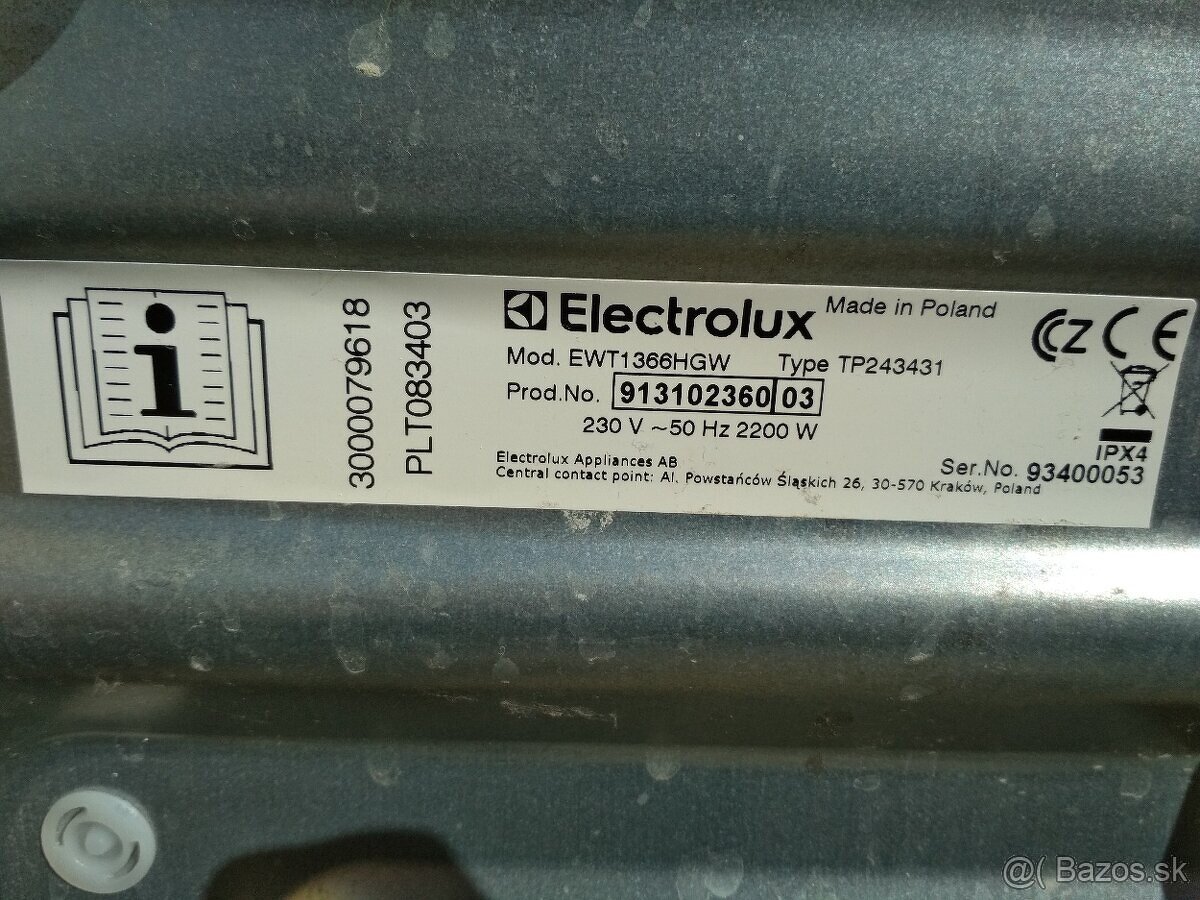 3000079618
PLT083403
Electrolux Made in Poland
Mod. EWT1366HGW Type TP243431
Prod.No. 913102360 03
230 V ~50 Hz 2200 W
Electrolux Appliances AB
Central contact point: Al. Powstańców Śląskich 26, 30-570 Kraków, Poland
CZ CE
IPX4
Ser.No. 93400053
@( Bazos.sk